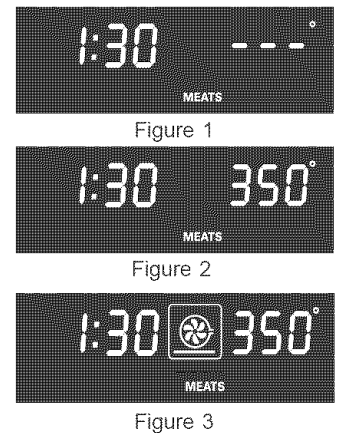 1:30 - - -°
MEATS
Figure 1
1:30 350°
MEATS
Figure 2
1:30 350°
MEATS
Figure 3